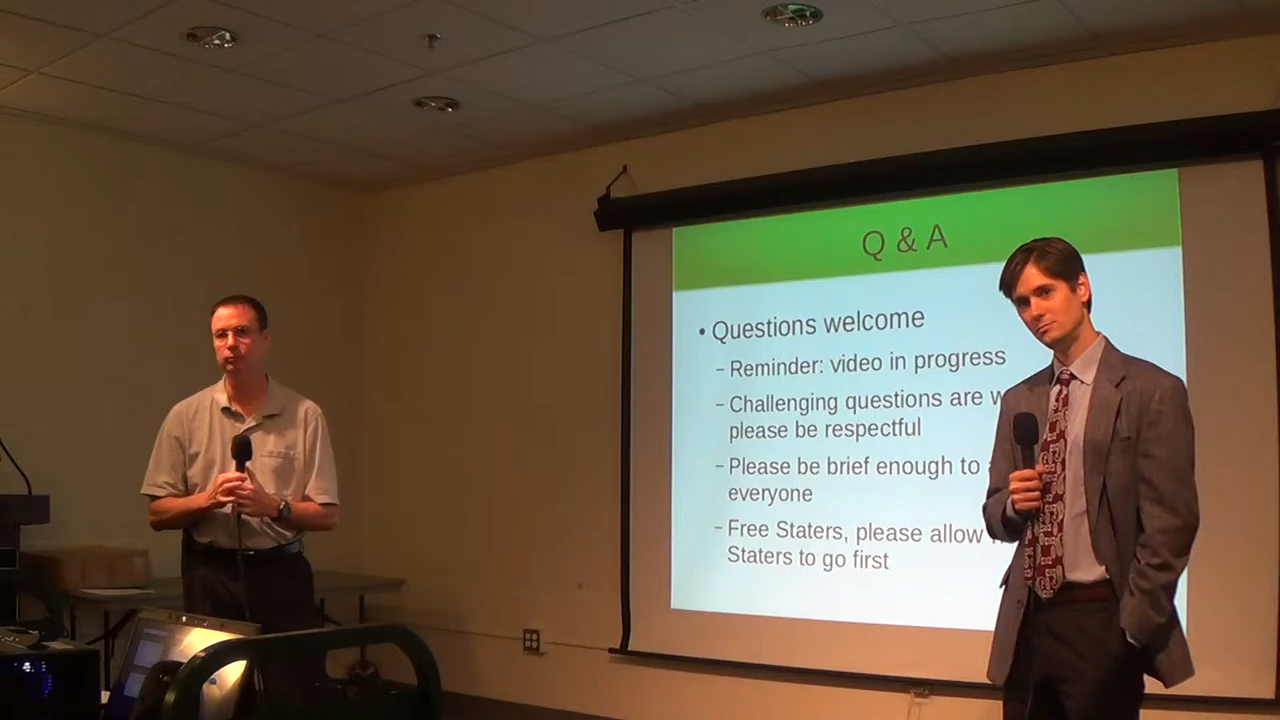 Q & A
• Questions welcome
– Reminder: video in progress
– Challenging questions are
please be respectful
– Please be brief enough to
everyone
– Free Staters, please allow
Staters to go first